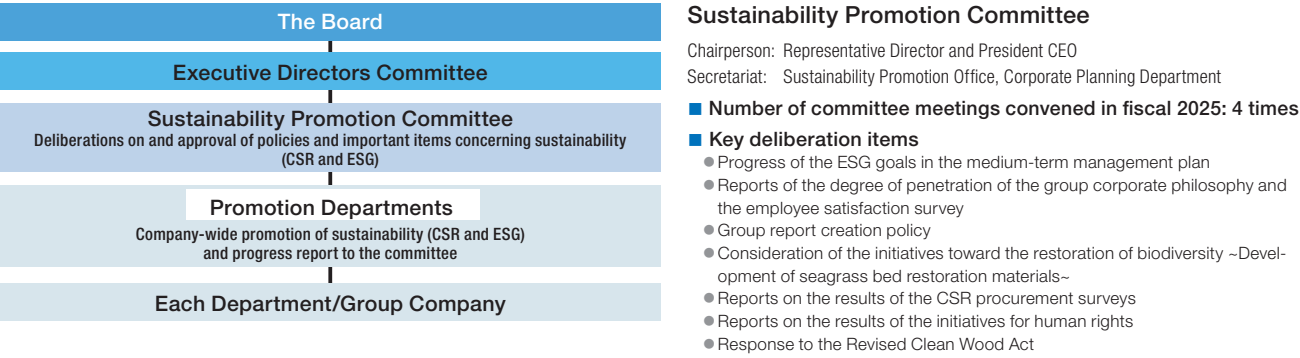 The Board
Executive Directors Committee
Sustainability Promotion Committee
Deliberations on and approval of policies and important items concerning sustainability
(CSR and ESG)
Promotion Departments
Company-wide promotion of sustainability (CSR and ESG)
and progress report to the committee
Each Department/Group Company
Sustainability Promotion Committee
Chairperson: Representative Director and President CEO
Secretariat: Sustainability Promotion Office, Corporate Planning Department
■ Number of committee meetings convened in fiscal 2025: 4 times
■ Key deliberation items
● Progress of the ESG goals in the medium-term management plan
● Reports of the degree of penetration of the group corporate philosophy and
the employee satisfaction survey
● Group report creation policy
● Consideration of the initiatives toward the restoration of biodiversity ~Devel-
opment of seagrass bed restoration materials~
● Reports on the results of the CSR procurement surveys
● Reports on the results of the initiatives for human rights
● Response to the Revised Clean Wood Act